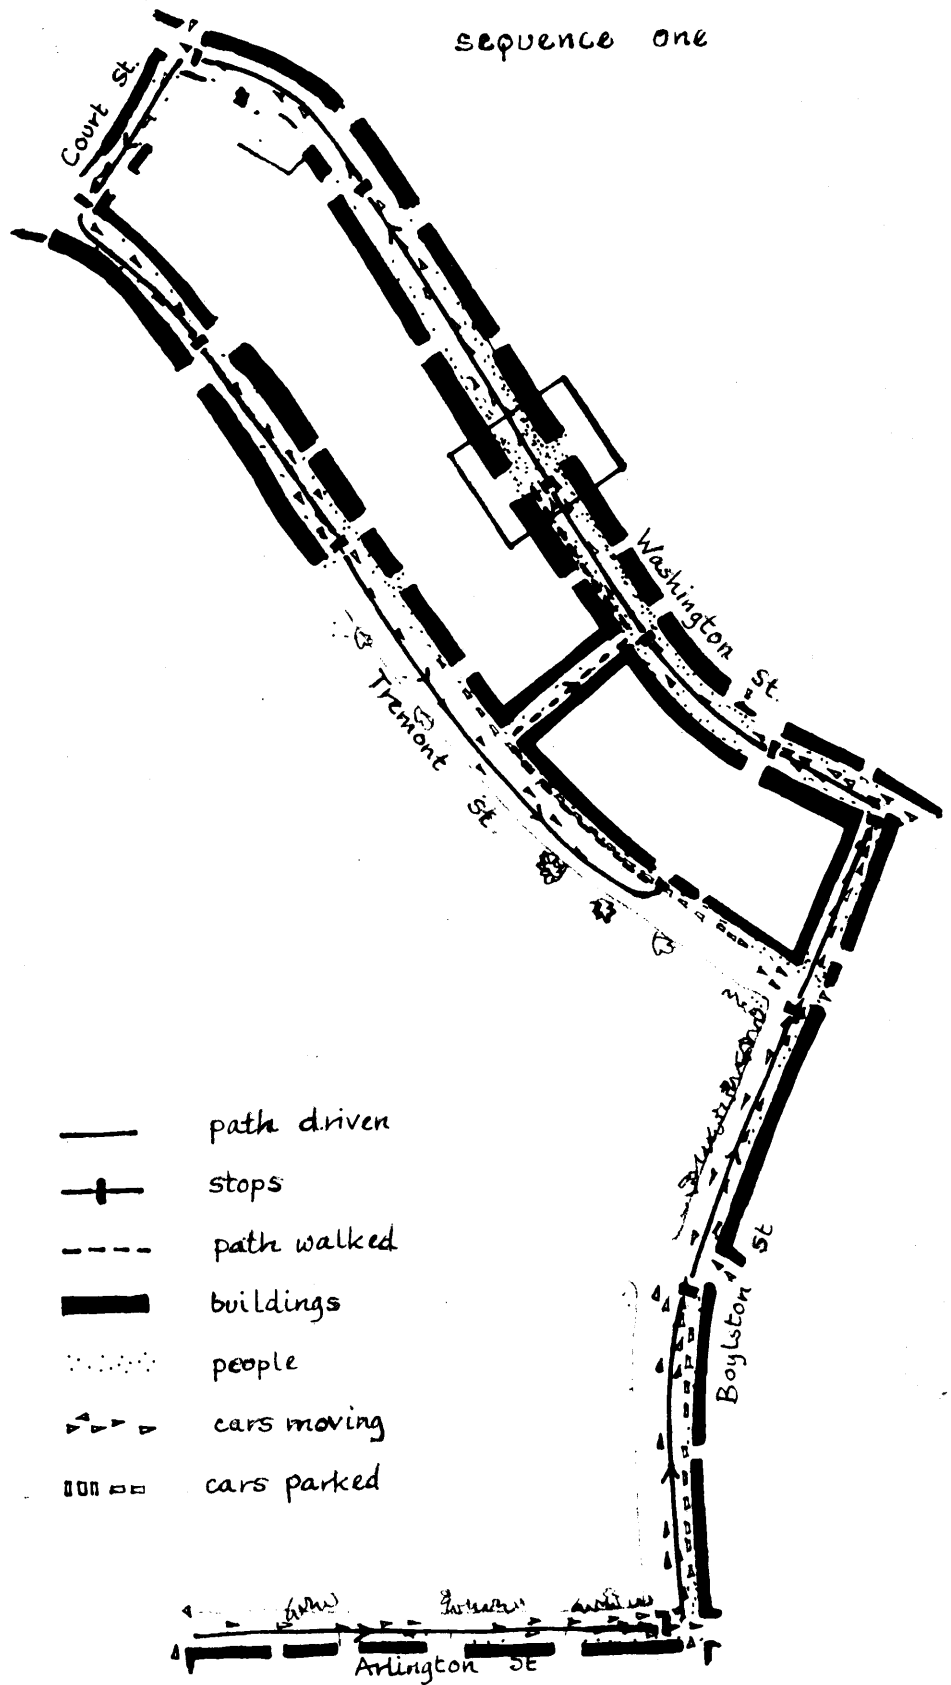 sequence one
Court St.
Washington St.
Tremont St.
path driven
stops
path walked
buildings
people
cars moving
cars parked
Boylston St
Arlington St